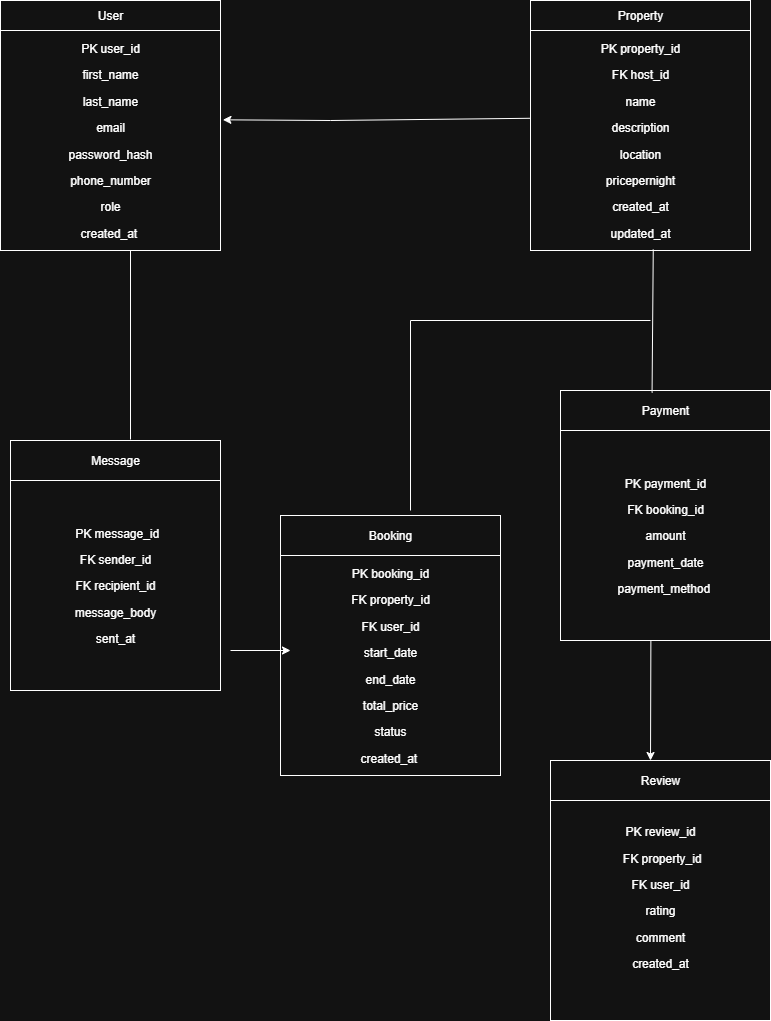 User
PK user_id
first_name
last_name
email
password_hash
phone_number
role
created_at
Property
PK property_id
FK host_id
name
description
location
pricepernight
created_at
updated_at
Message
PK message_id
FK sender_id
FK recipient_id
message_body
sent_at
Booking
PK booking_id
FK property_id
FK user_id
start_date
end_date
total_price
status
created_at
Payment
PK payment_id
FK booking_id
amount
payment_date
payment_method
Review
PK review_id
FK property_id
FK user_id
rating
comment
created_at